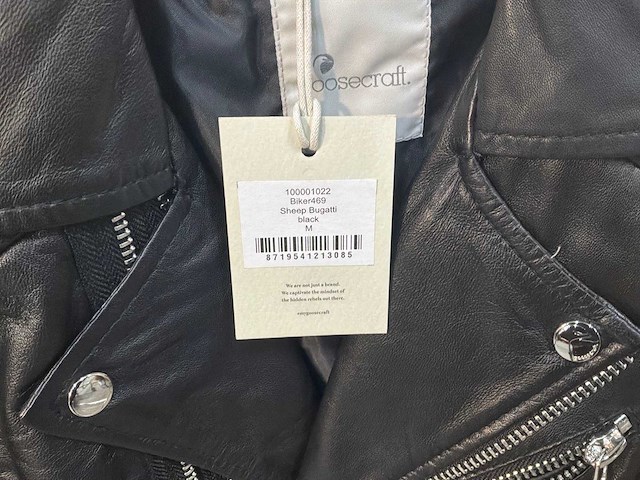 oosecraft.
100001022
Biker469
Sheep Bugatti
black
M
8719541213085
We are not just a brand.
We captivate the mindset of
the hidden rebels out there.